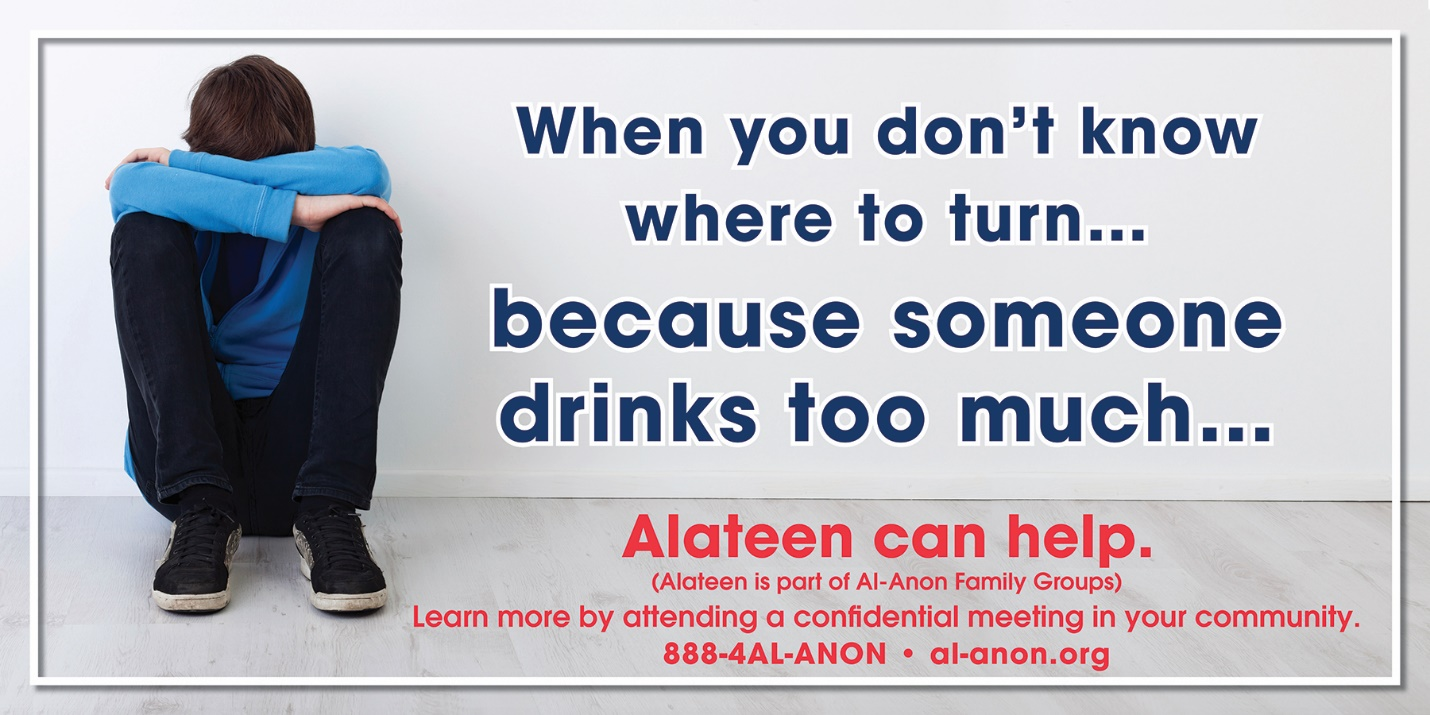 When you don’t know
where to turn...
because someone
drinks too much...
Alateen can help.
(Alateen is part of Al-Anon Family Groups)
Learn more by attending a confidential meeting in your community.
888-4AL-ANON • al-anon.org